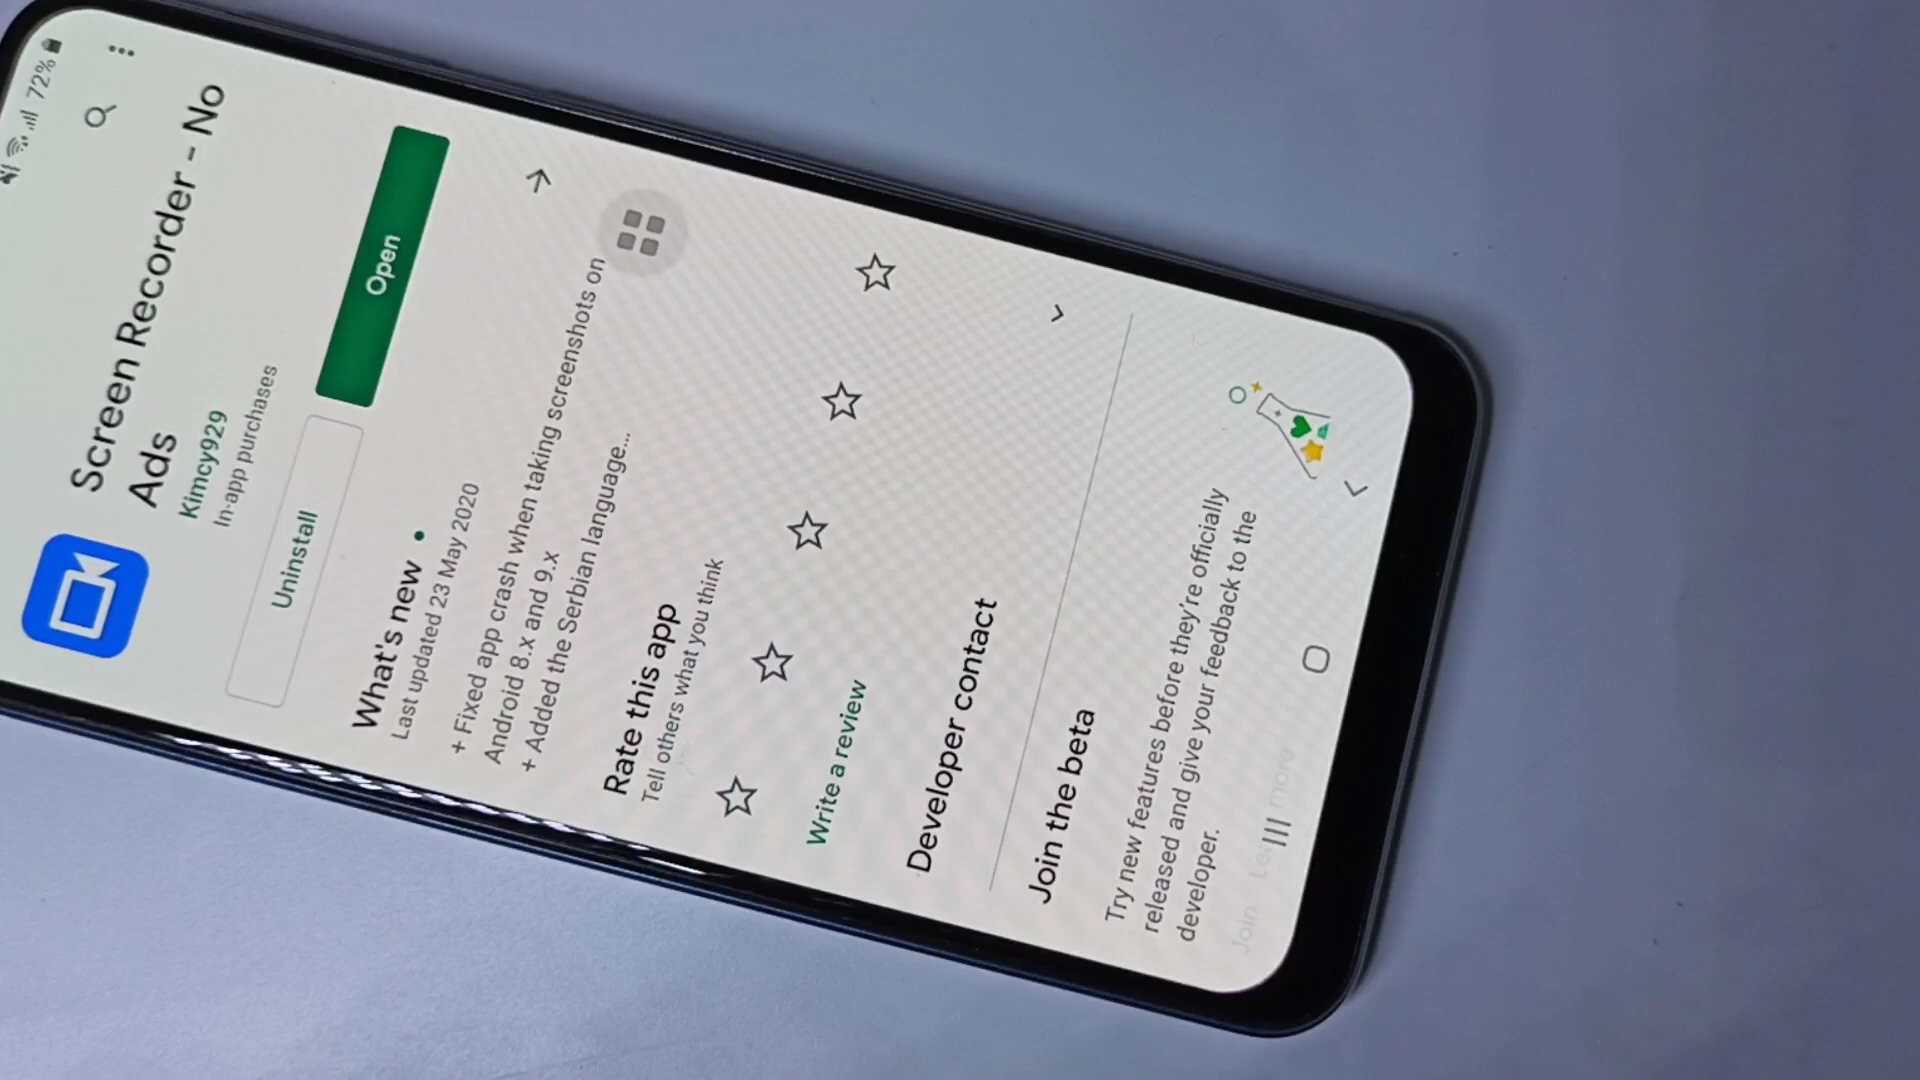 72%
Screen Recorder - No
Ads
Kimcy929
In-app purchases
Uninstall
Open
What's new
Last updated 23 May 2020
+ Fixed app crash when taking screenshots on
Android 8.x and 9.x
+ Added the Serbian language...
Rate this app
Tell others what you think
Write a review
Developer contact
Join the beta
Try new features before they're officially
released and give your feedback to the
developer.
Join more